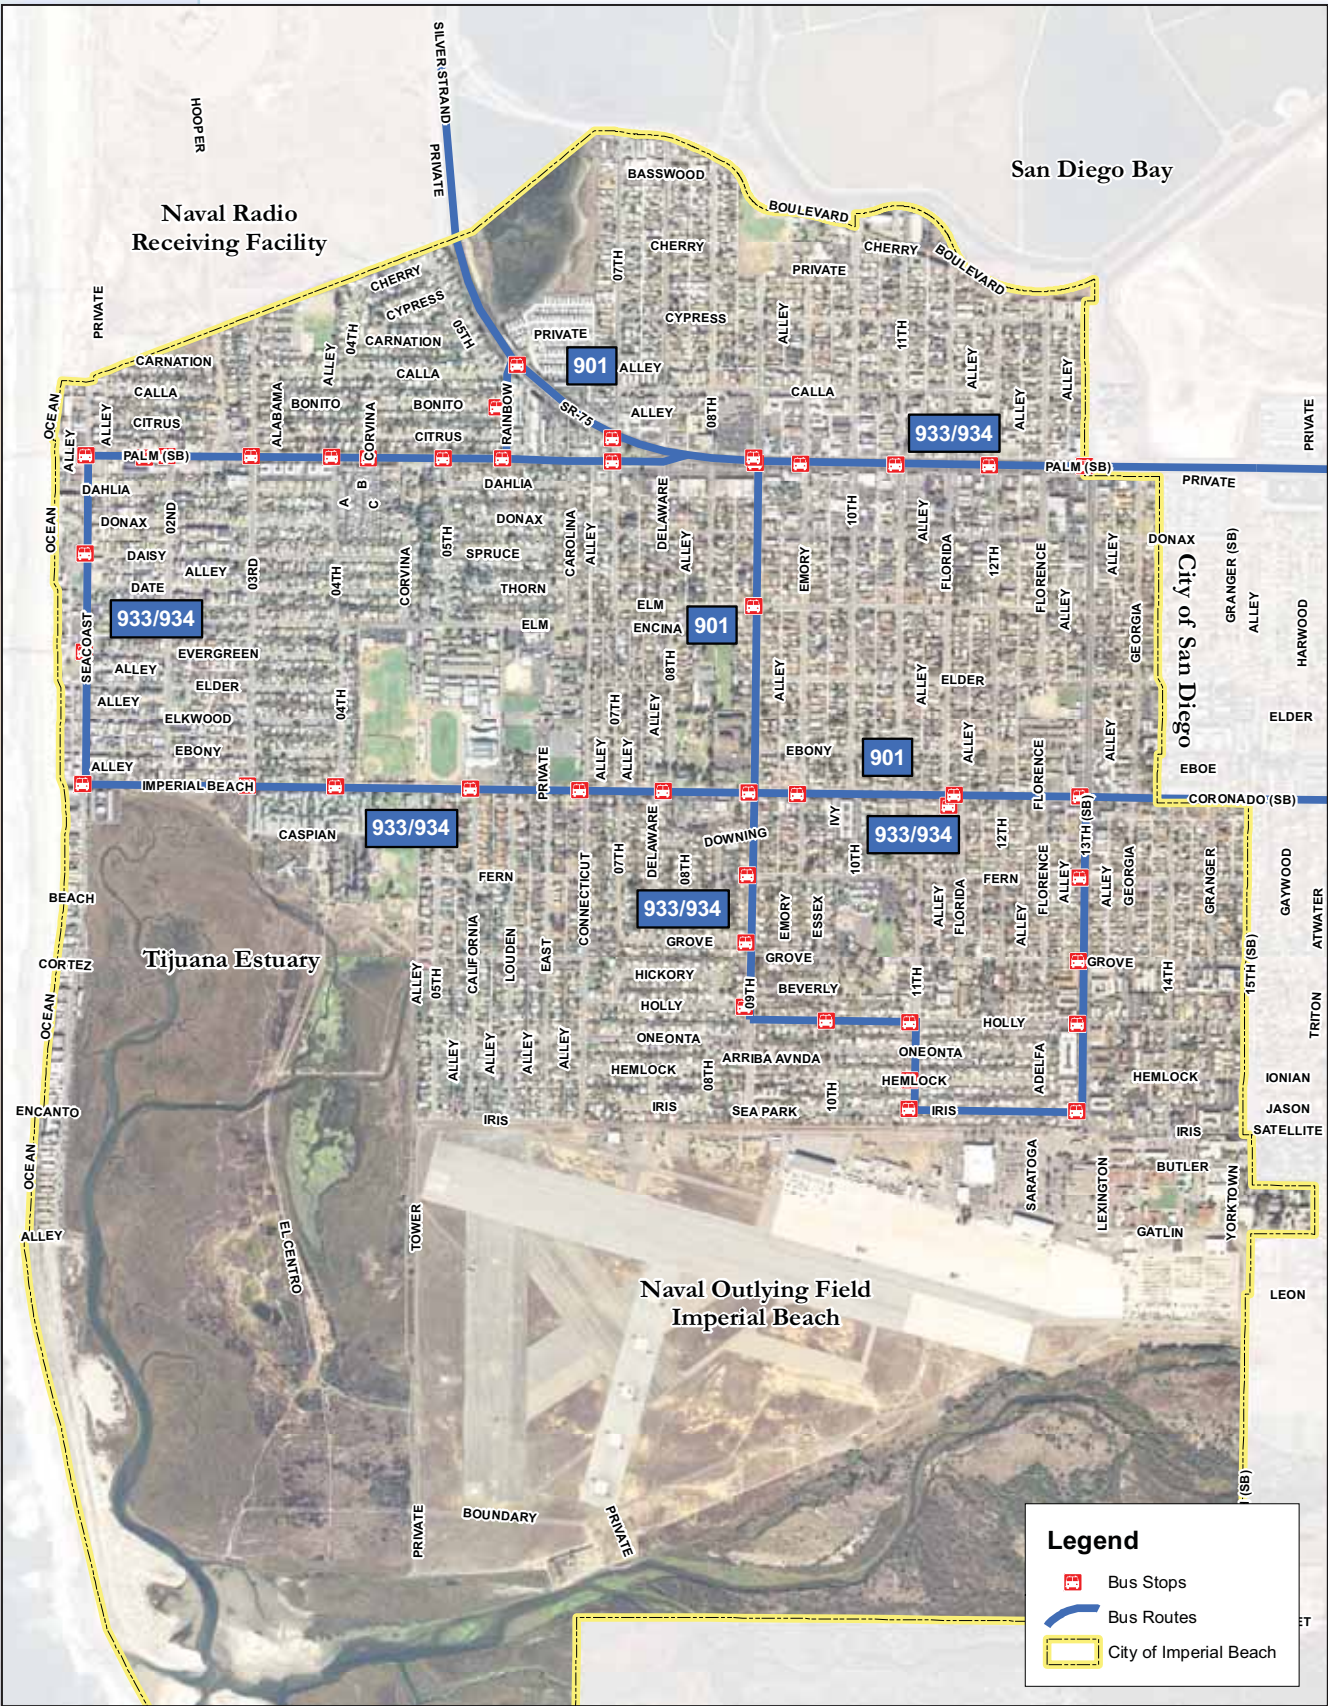 SILVER STRAND
HOOPER
PRIVATE
San Diego Bay
BASSWOOD
BOULEVARD
Naval Radio
Receiving Facility
CHERRY
CHERRY
BOULEVARD
07TH
PRIVATE
CHERRY
CYPRESS
PRIVATE
CYPRESS
ALLEY
05TH
04TH
PRIVATE
11TH
CARNATION
CARNATION
ALLEY
901
ALLEY
ALLEY
ALLEY
CALLA
CALLA
CALLA
ALABAMA
BONITO
CORVINA
BONITO
RAINBOW
SR-75
ALLEY
08TH
ALLEY
OCEAN
ALLEY
CITRUS
CITRUS
933/934
PRIVATE
ALLEY
PALM (SB)
PALM (SB)
PRIVATE
DAHLIA
A
B
C
DAHLIA
DONAX
02ND
DONAX
DELAWARE
10TH
ALLEY
OCEAN
DAISY
05TH
SPRUCE
CAROLINA
ALLEY
ALLEY
DONAX
DATE
ALLEY
03RD
04TH
CORVINA
THORN
EMORY
FLORIDA
12TH
FLORENCE
ALLEY
ALLEY
GRANGER (SB)
ALLEY
HARWOOD
City of San Diego
933/934
ELM
ELM
ENCINA
901
GEORGIA
SEACOAST
EVERGREEN
ALLEY
08TH
ALLEY
ALLEY
ELDER
ELDER
ALLEY
04TH
07TH
ALLEY
ELKWOOD
ELDER
EBONY
EBONY
901
ALLEY
ALLEY
FLORENCE
ALLEY
PRIVATE
ALLEY
ALLEY
EBOE
IMPERIAL BEACH
CORONADO (SB)
CASPIAN
933/934
DELAWARE
DOWNING
IVY
933/934
12TH
13TH (SB)
07TH
08TH
10TH
FERN
FERN
FLORENCE
ALLEY
ALLEY
GEORGIA
GRANGER
GAYWOOD
CONNECTICUT
933/934
EMORY
ESSEX
ALLEY
FLORIDA
ALLEY
ATWATER
BEACH
CALIFORNIA
LOUDEN
EAST
GROVE
GROVE
GROVE
Tijuana Estuary
CORTEZ
ALLEY
05TH
HICKORY
BEVERLY
11TH
14TH
15TH (SB)
OCEAN
HOLLY
09TH
HOLLY
TRITON
ALLEY
ALLEY
ALLEY
ALLEY
ONEONTA
ARRIBA AVNDA
ONEONTA
ADELFA
HEMLOCK
08TH
HEMLOCK
HEMLOCK
IONIAN
ENCANTO
IRIS
IRIS
SEA PARK
10TH
IRIS
JASON
SATELLITE
IRIS
OCEAN
SARATOGA
LEXINGTON
BUTLER
YORKTOWN
ALLEY
EL CENTRO
TOWER
GATLIN
Naval Outlying Field
Imperial Beach
LEON
BOUNDARY
PRIVATE
PRIVATE
(SB)
Legend
Bus Stops
Bus Routes
City of Imperial Beach
ET